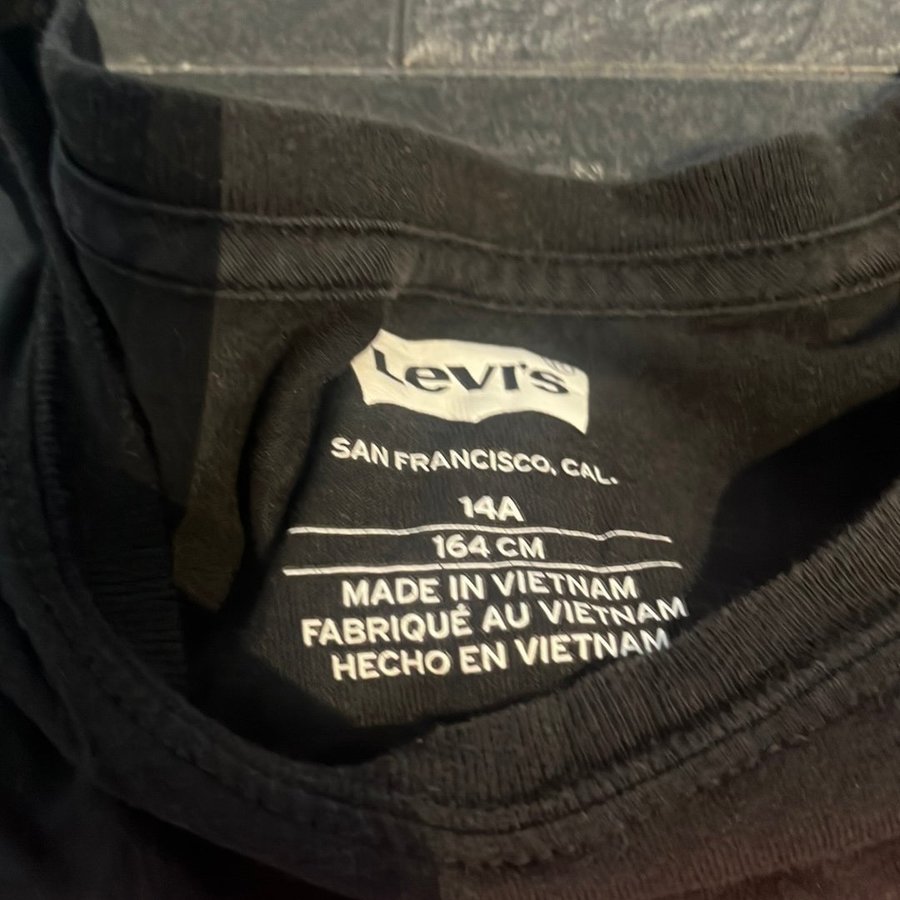 Levi's
SAN FRANCISCO, CAL.
14A
164 CM
MADE IN VIETNAM
FABRIQUÉ AU VIETNAM
HECHO EN VIETNAM